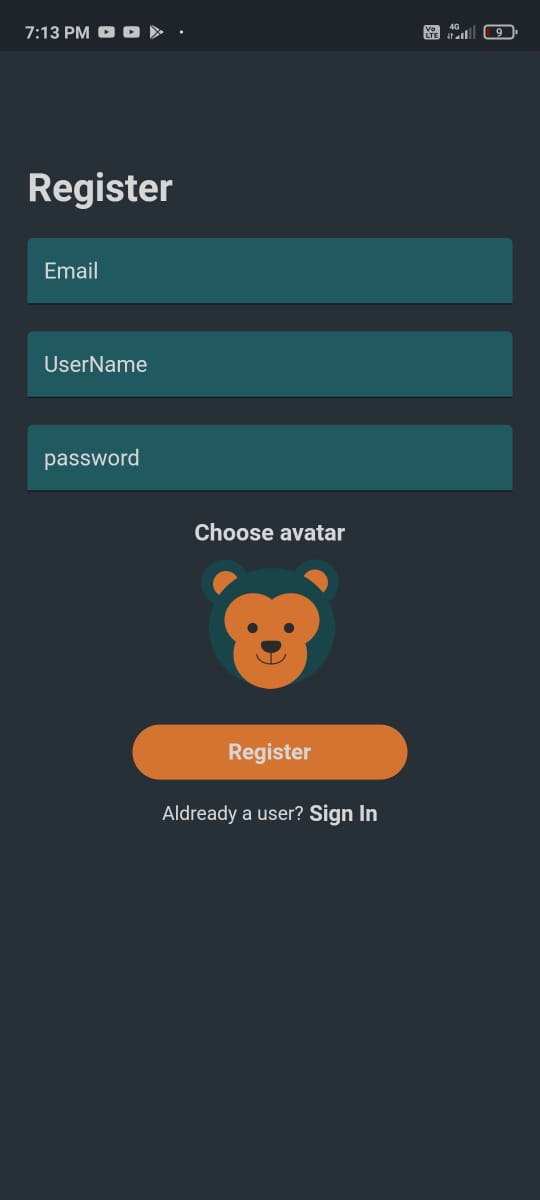 7:13 PM
Vo LTE 4G 9
Register
Email
UserName
password
Choose avatar
Register
Aldready a user? Sign In